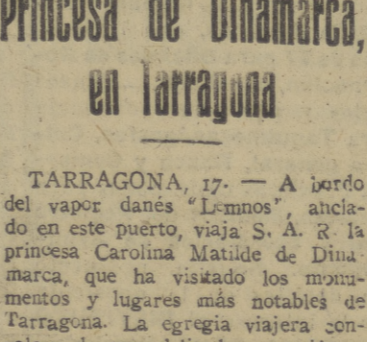 Princesa de Dinamarca,
en Tarragona
TARRAGONA, 17. — A bordo
del vapor danés "Lemnos", ancla-
do en este puerto, viaja S. A. R. la
princesa Carolina Matilde de Dina-
marca, que ha visitado los monu-
mentos y lugares más notables de
Tarragona. La egregia viajera con-